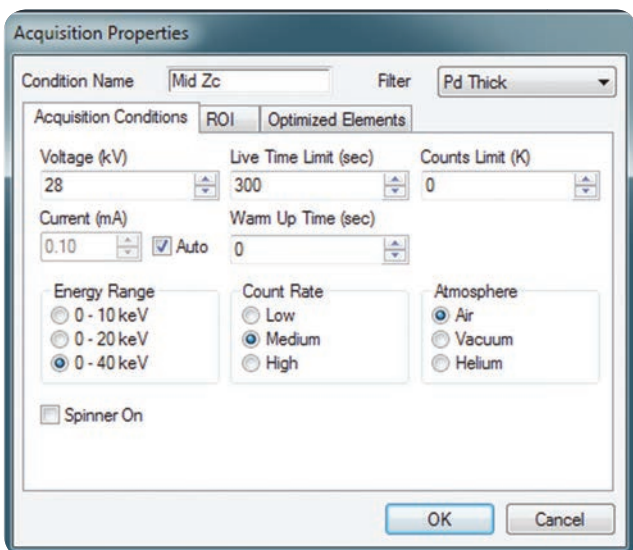 Acquisition Properties
Condition Name Mid Zc Filter Pd Thick
Acquisition Conditions ROI Optimized Elements
Voltage (kV) Live Time Limit (sec) Counts Limit (K)
28 300 0
Current (mA) Warm Up Time (sec)
0.10 Auto 0
Energy Range Count Rate Atmosphere
0 - 10 keV Low Air
0 - 20 keV Medium Vacuum
0 - 40 keV High Helium
Spinner On
OK Cancel